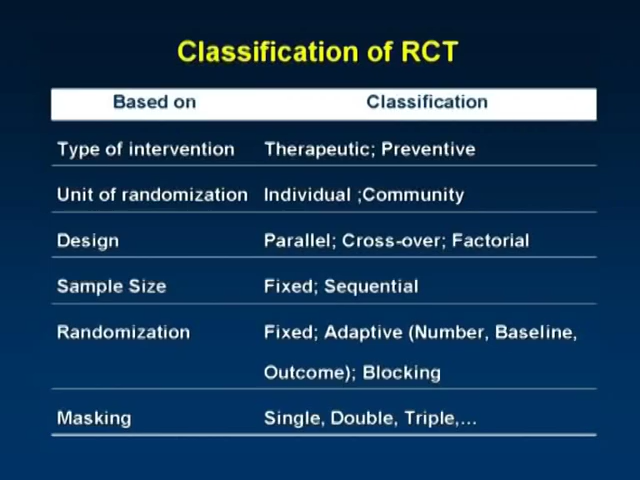 Classification of RCT
Based on Classification
Type of intervention Therapeutic; Preventive
Unit of randomization Individual ;Community
Design Parallel; Cross-over; Factorial
Sample Size Fixed; Sequential
Randomization Fixed; Adaptive (Number, Baseline,
Outcome); Blocking
Masking Single, Double, Triple,...